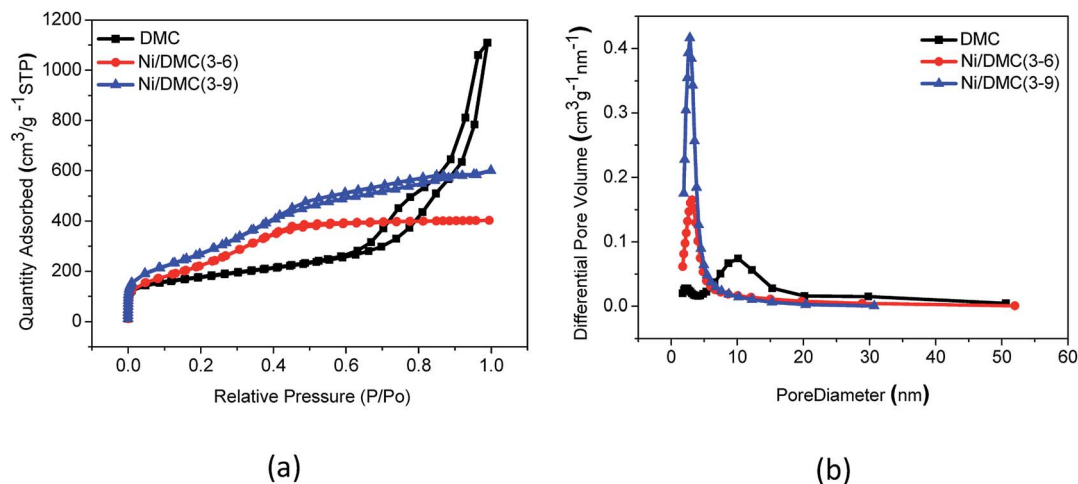 1200
1000
800
600
400
200
0
0.0 0.2 0.4 0.6 0.8 1.0
Quantity Adsorbed (cm³/g⁻¹STP)
Relative Pressure (P/Po)
DMC
Ni/DMC(3-6)
Ni/DMC(3-9)
(a)
0.4
0.3
0.2
0.1
0.0
0 10 20 30 40 50 60
Differential Pore Volume (cm³g⁻¹nm⁻¹)
PoreDiameter (nm)
DMC
Ni/DMC(3-6)
Ni/DMC(3-9)
(b)